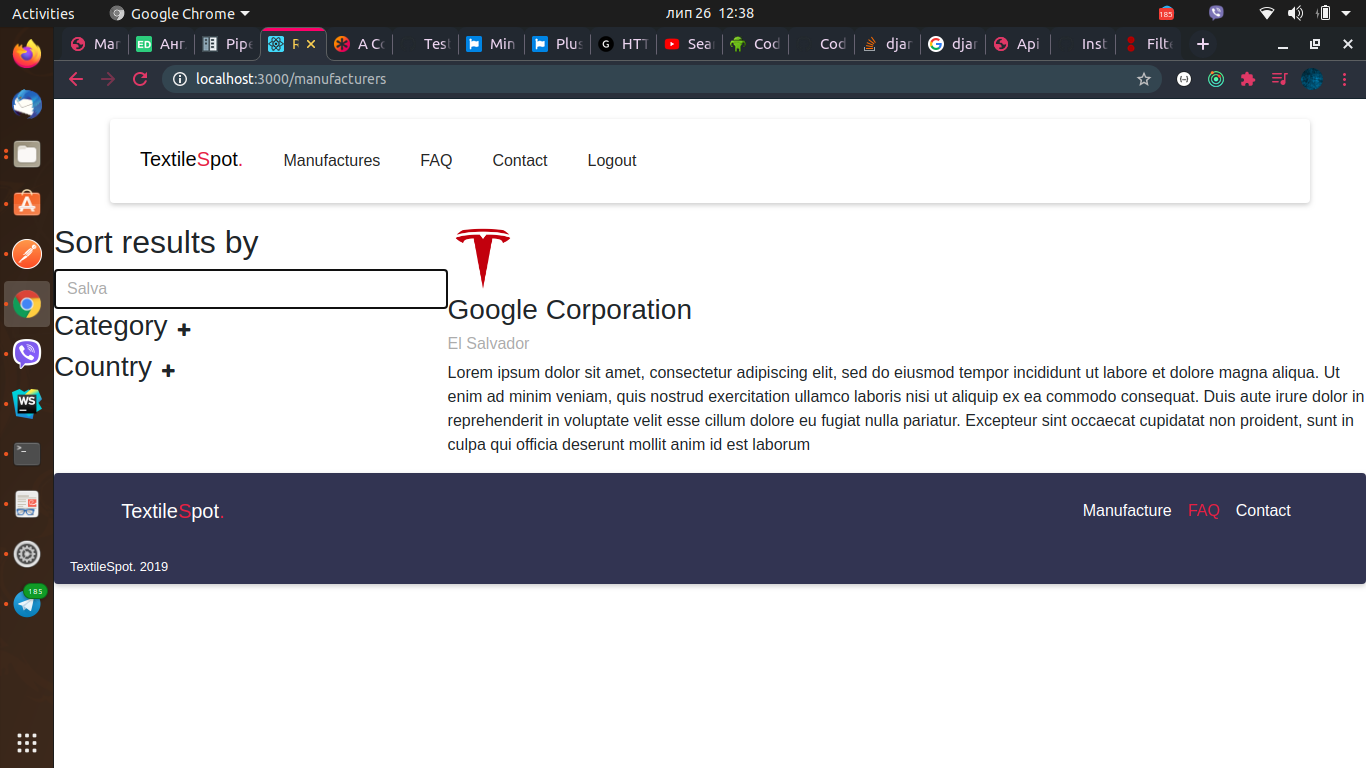 Activities
Google Chrome
лип 26 12:38
185
Mar
ED
Анг
Pipe
R
A Co
Tes
Min
Plus
G
HTT
Sea
Cod
Cod
djar
djar
Api
Inst
Filte
localhost:3000/manufacturers
TextileSpot.
Manufactures
FAQ
Contact
Logout
Sort results by
Salva
Category
Country
Google Corporation
El Salvador
Lorem ipsum dolor sit amet, consectetur adipiscing elit, sed do eiusmod tempor incididunt ut labore et dolore magna aliqua. Ut
enim ad minim veniam, quis nostrud exercitation ullamco laboris nisi ut aliquip ex ea commodo consequat. Duis aute irure dolor in
reprehenderit in voluptate velit esse cillum dolore eu fugiat nulla pariatur. Excepteur sint occaecat cupidatat non proident, sunt in
culpa qui officia deserunt mollit anim id est laborum
TextileSpot.
Manufacture
FAQ
Contact
TextileSpot. 2019
WS
185